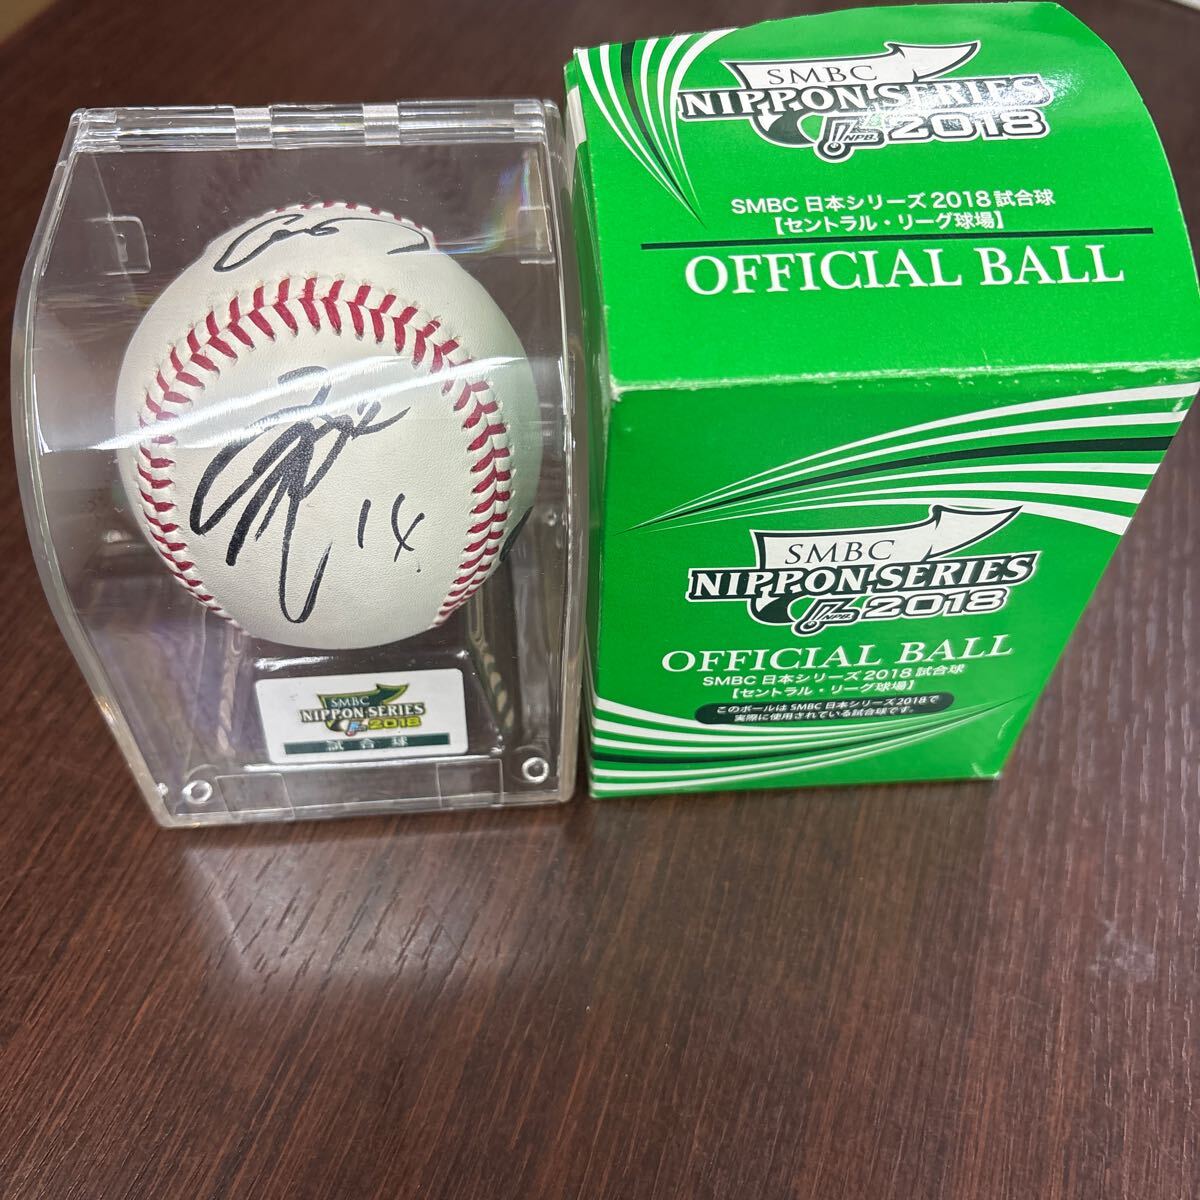 14
SMBC
NIPPON SERIES
2018
試合球
SMBC
NIPPON SERIES
NPB 2018
SMBC 日本シリーズ 2018 試合球
【セントラル・リーグ球場】
OFFICIAL BALL
SMBC
NIPPON SERIES
NPB 2018
OFFICIAL BALL
SMBC 日本シリーズ 2018 試合球
【セントラル・リーグ球場】
このボールは SMBC 日本シリーズ2018で
実際に使用されている試合球です。